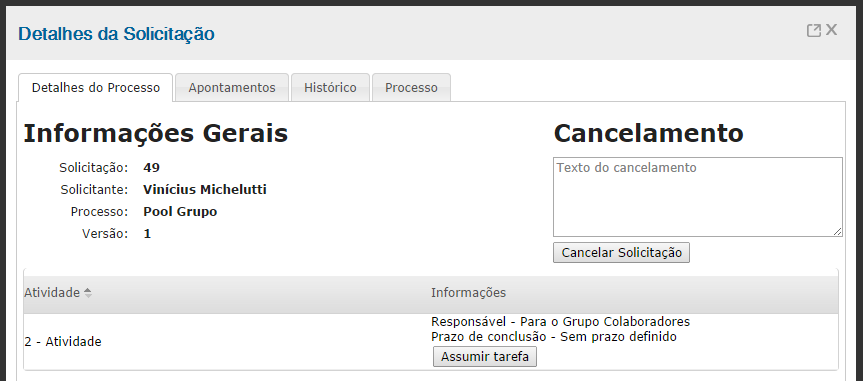 Detalhes da Solicitação
X
Detalhes do Processo
Apontamentos
Histórico
Processo
Informações Gerais
Solicitação: 49
Solicitante: Vinícius Michelutti
Processo: Pool Grupo
Versão: 1
Cancelamento
Texto do cancelamento
Cancelar Solicitação
Atividade
Informações
2 - Atividade
Responsável - Para o Grupo Colaboradores
Prazo de conclusão - Sem prazo definido
Assumir tarefa